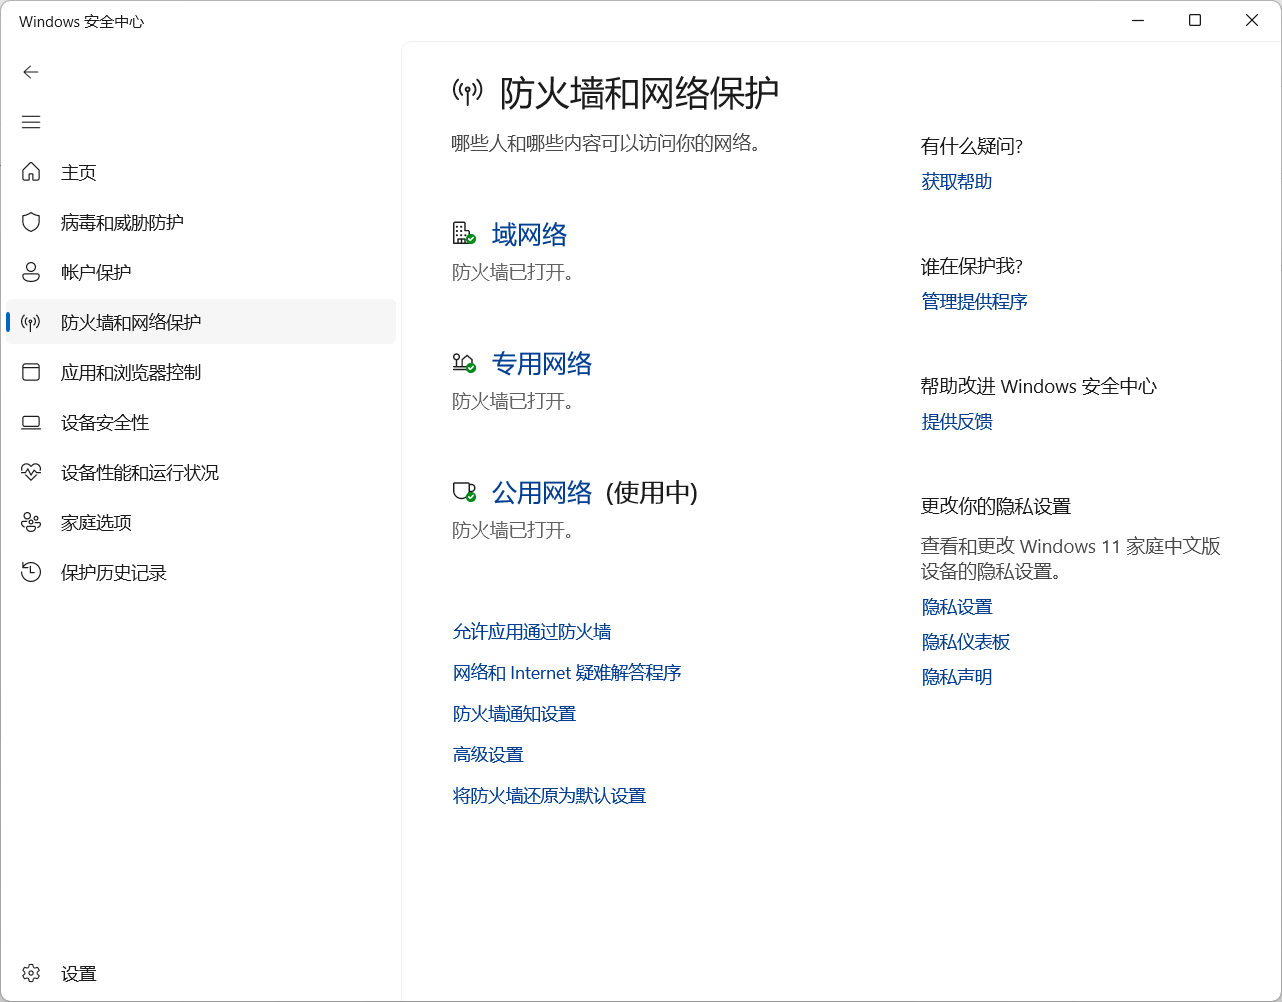 Windows 安全中心
主页
病毒和威胁防护
帐户保护
防火墙和网络保护
应用和浏览器控制
设备安全性
设备性能和运行状况
家庭选项
保护历史记录
设置
防火墙和网络保护
哪些人和哪些内容可以访问你的网络。
域网络
防火墙已打开。
专用网络
防火墙已打开。
公用网络 (使用中)
防火墙已打开。
允许应用通过防火墙
网络和 Internet 疑难解答程序
防火墙通知设置
高级设置
将防火墙还原为默认设置
有什么疑问?
获取帮助
谁在保护我?
管理提供程序
帮助改进 Windows 安全中心
提供反馈
更改你的隐私设置
查看和更改 Windows 11 家庭中文版
设备的隐私设置。
隐私设置
隐私仪表板
隐私声明